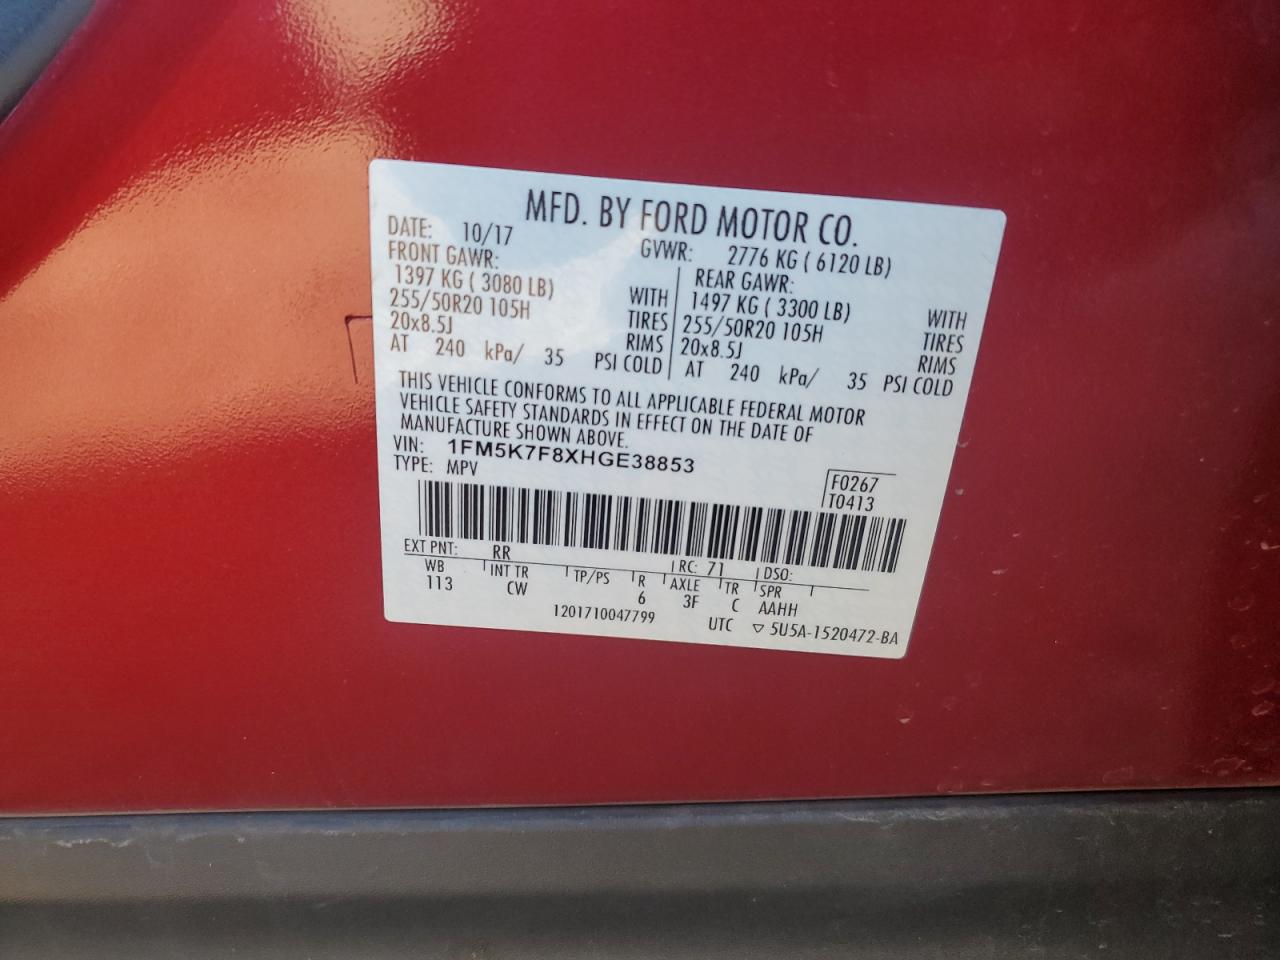 MFD. BY FORD MOTOR CO.
DATE: 10/17 GVWR: 2776 KG ( 6120 LB)
FRONT GAWR: REAR GAWR:
1397 KG ( 3080 LB) WITH 1497 KG ( 3300 LB) WITH
255/50R20 105H TIRES 255/50R20 105H TIRES
20x8.5J RIMS 20x8.5J RIMS
AT 240 kPa/ 35 PSI COLD AT 240 kPa/ 35 PSI COLD
THIS VEHICLE CONFORMS TO ALL APPLICABLE FEDERAL MOTOR
VEHICLE SAFETY STANDARDS IN EFFECT ON THE DATE OF
MANUFACTURE SHOWN ABOVE.
VIN: 1FM5K7F8XHGE38853
TYPE: MPV F0267
T0413
EXT PNT: RR RC: 71 DSO:
WB INT TR TP/PS R AXLE TR SPR
113 CW 6 3F C AAHH
1201710047799 UTC ▽ 5U5A-1520472-BA